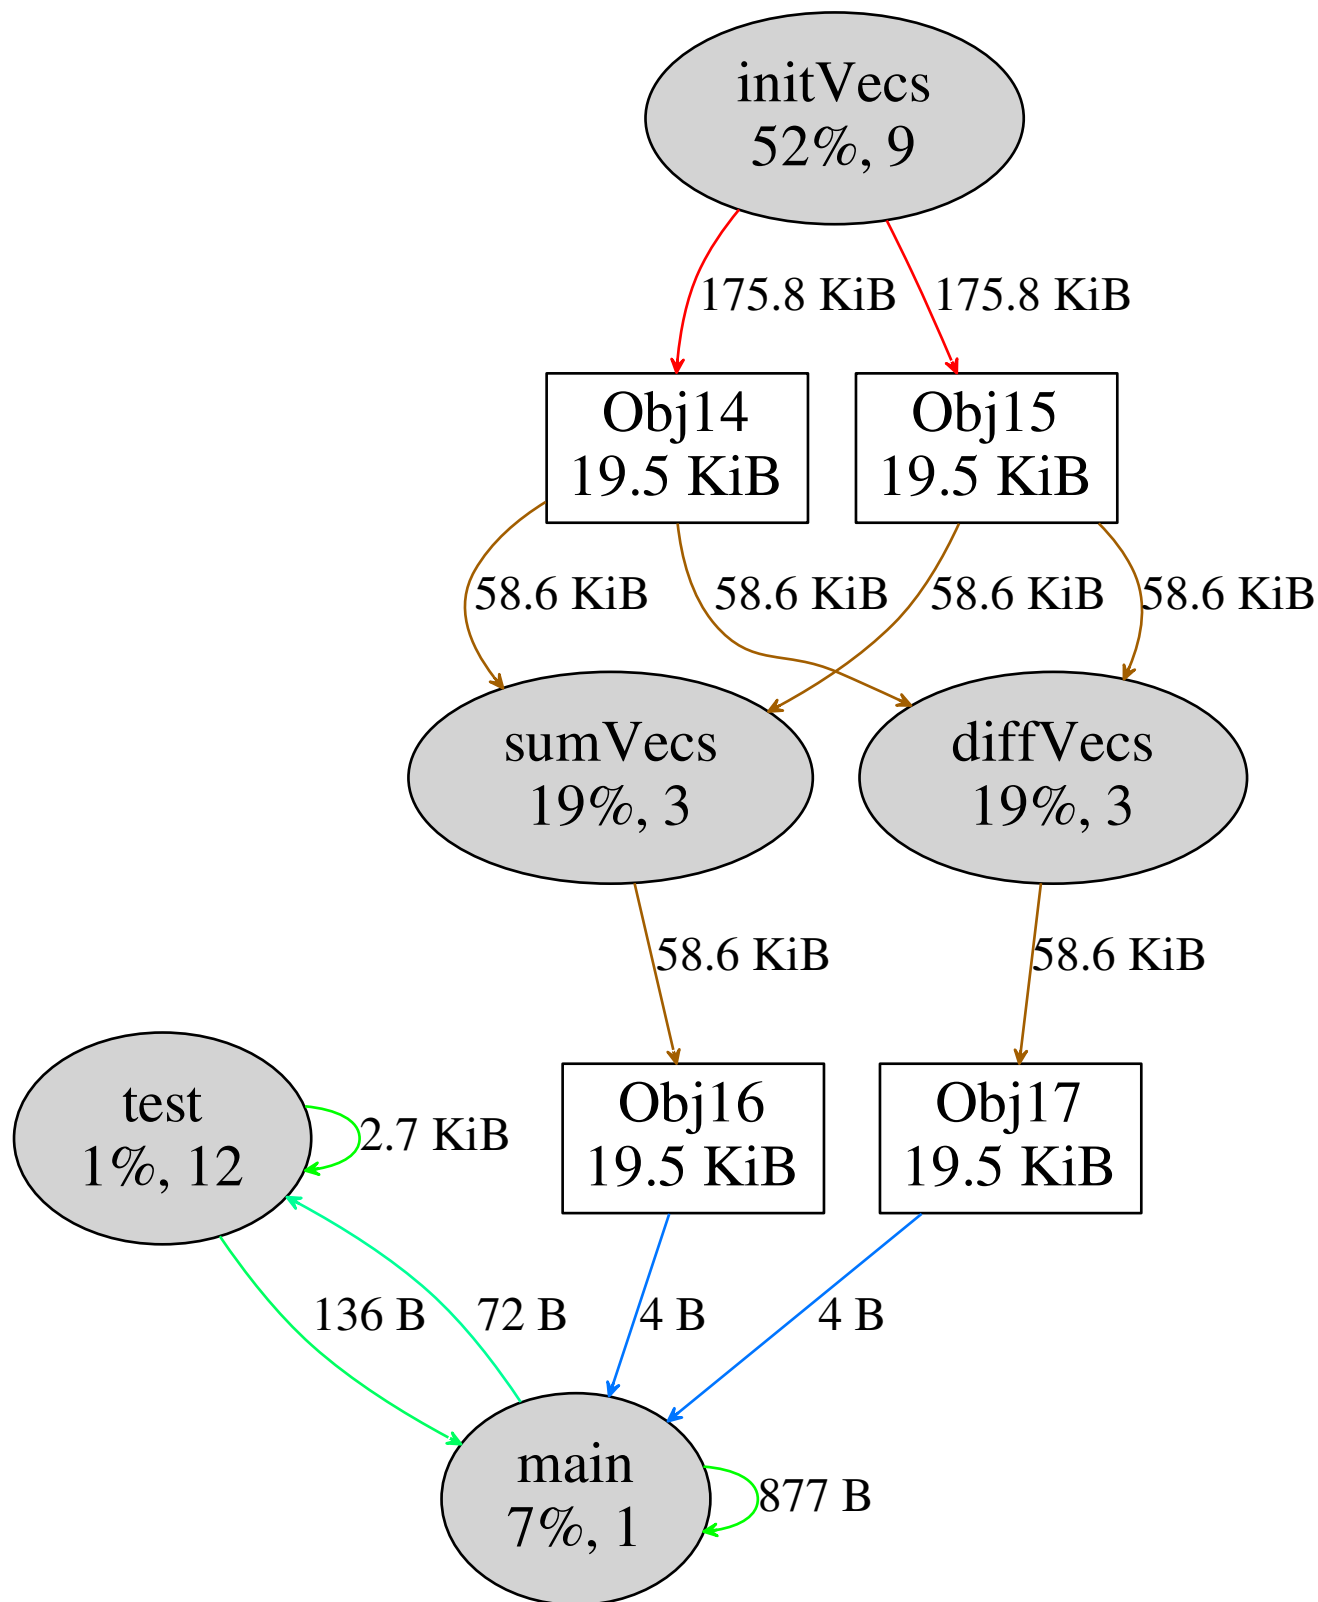 initVecs
52%, 9
175.8 KiB
175.8 KiB
Obj14
19.5 KiB
Obj15
19.5 KiB
58.6 KiB
58.6 KiB
58.6 KiB
58.6 KiB
sumVecs
19%, 3
diffVecs
19%, 3
58.6 KiB
58.6 KiB
test
1%, 12
2.7 KiB
Obj16
19.5 KiB
Obj17
19.5 KiB
136 B
72 B
4 B
4 B
main
7%, 1
877 B